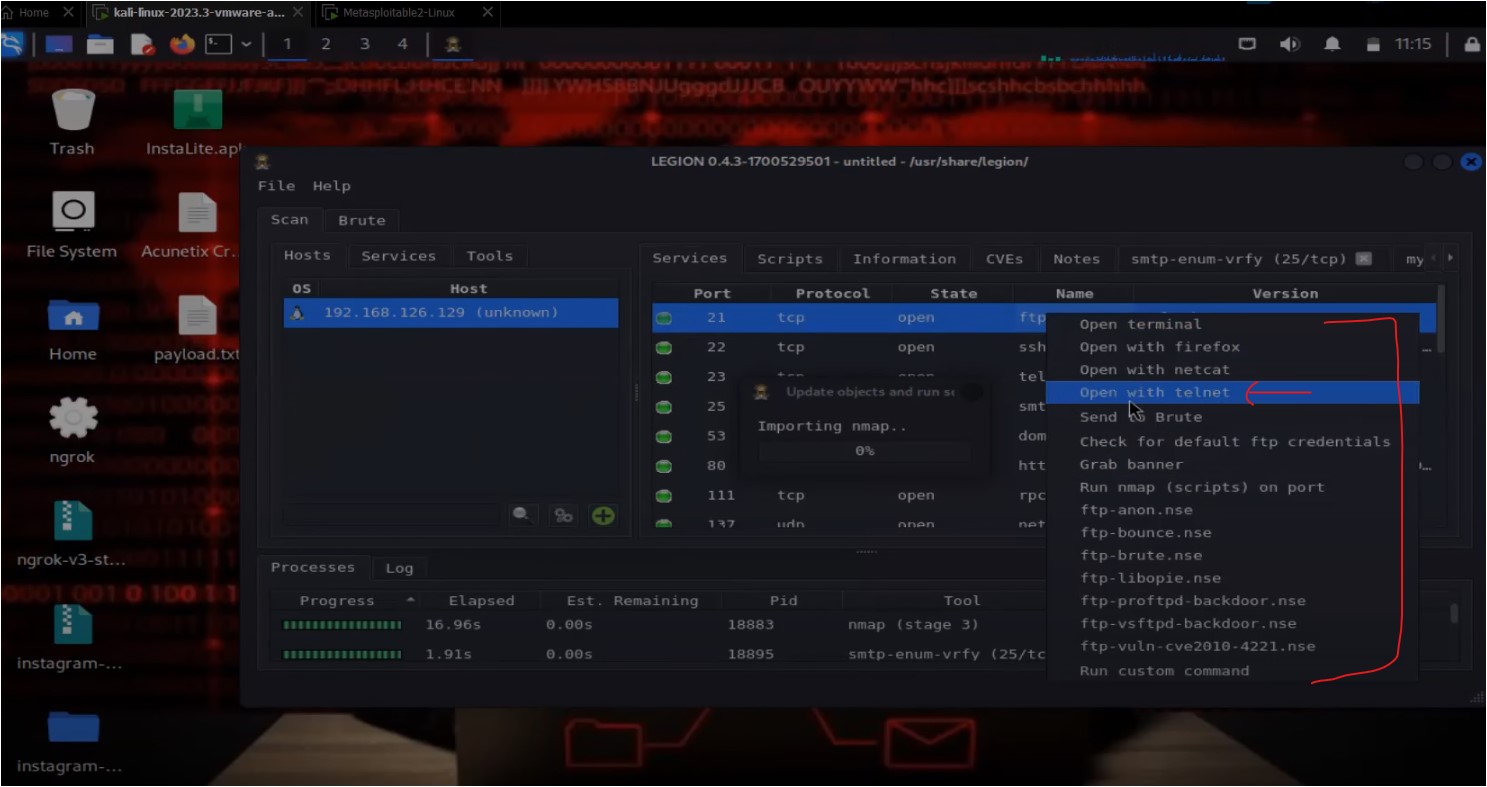 Home
kali-linux-2023.3-vmware-a...
Metasploitable2-Linux
1 2 3 4
11:15
Trash
InstaLite.apk
File System
Acunetix Cr...
Home
payload.txt
ngrok
ngrok-v3-st...
instagram-...
instagram-...
LEGION 0.4.3-1700529501 - untitled - /usr/share/legion/
File Help
Scan Brute
Hosts Services Tools
OS Host
192.168.126.129 (unknown)
Services Scripts Information CVEs Notes smtp-enum-vrfy (25/tcp) my
Port Protocol State Name Version
21 tcp open ftp
22 tcp open ssh
23 tcp open tel
25 smt
53 dom
80 htt
111 tcp open rpc
137 udp open net
Update objects and run sc
Importing nmap..
0%
Open terminal
Open with firefox
Open with netcat
Open with telnet
Send to Brute
Check for default ftp credentials
Grab banner
Run nmap (scripts) on port
ftp-anon.nse
ftp-bounce.nse
ftp-brute.nse
ftp-libopie.nse
ftp-proftpd-backdoor.nse
ftp-vsftpd-backdoor.nse
ftp-vuln-cve2010-4221.nse
Run custom command
Processes Log
Progress Elapsed Est. Remaining Pid Tool
16.96s 0.00s 18883 nmap (stage 3)
1.91s 0.00s 18895 smtp-enum-vrfy (25/tc